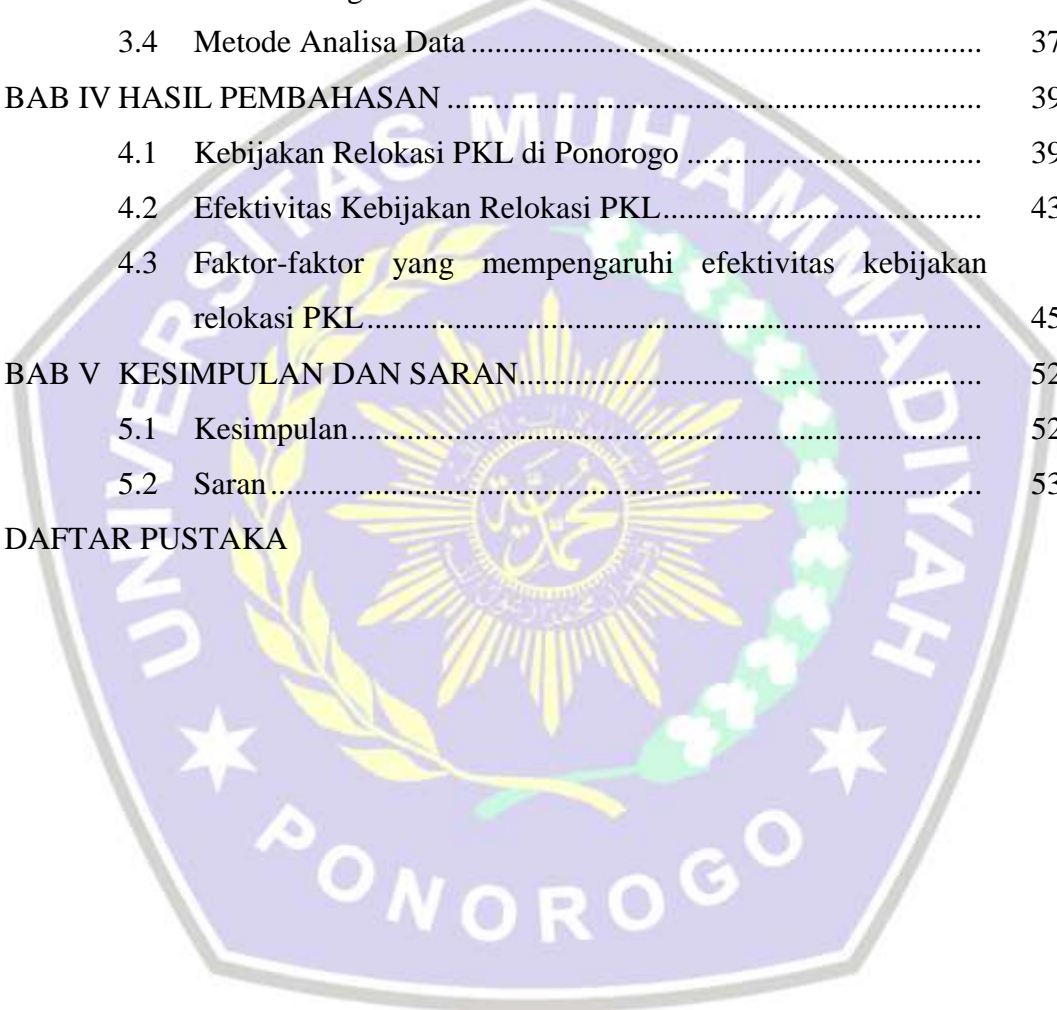 3.4 Metode Analisa Data ................................................................. 37
BAB IV HASIL PEMBAHASAN .................................................................... 39
4.1 Kebijakan Relokasi PKL di Ponorogo ..................................... 39
4.2 Efektivitas Kebijakan Relokasi PKL........................................ 43
4.3 Faktor-faktor yang mempengaruhi efektivitas kebijakan
relokasi PKL.............................................................................. 45
BAB V KESIMPULAN DAN SARAN........................................................... 52
5.1 Kesimpulan................................................................................ 52
5.2 Saran.......................................................................................... 53
DAFTAR PUSTAKA
UNIVERSITAS MUHAMMADIYAH
PONOROGO